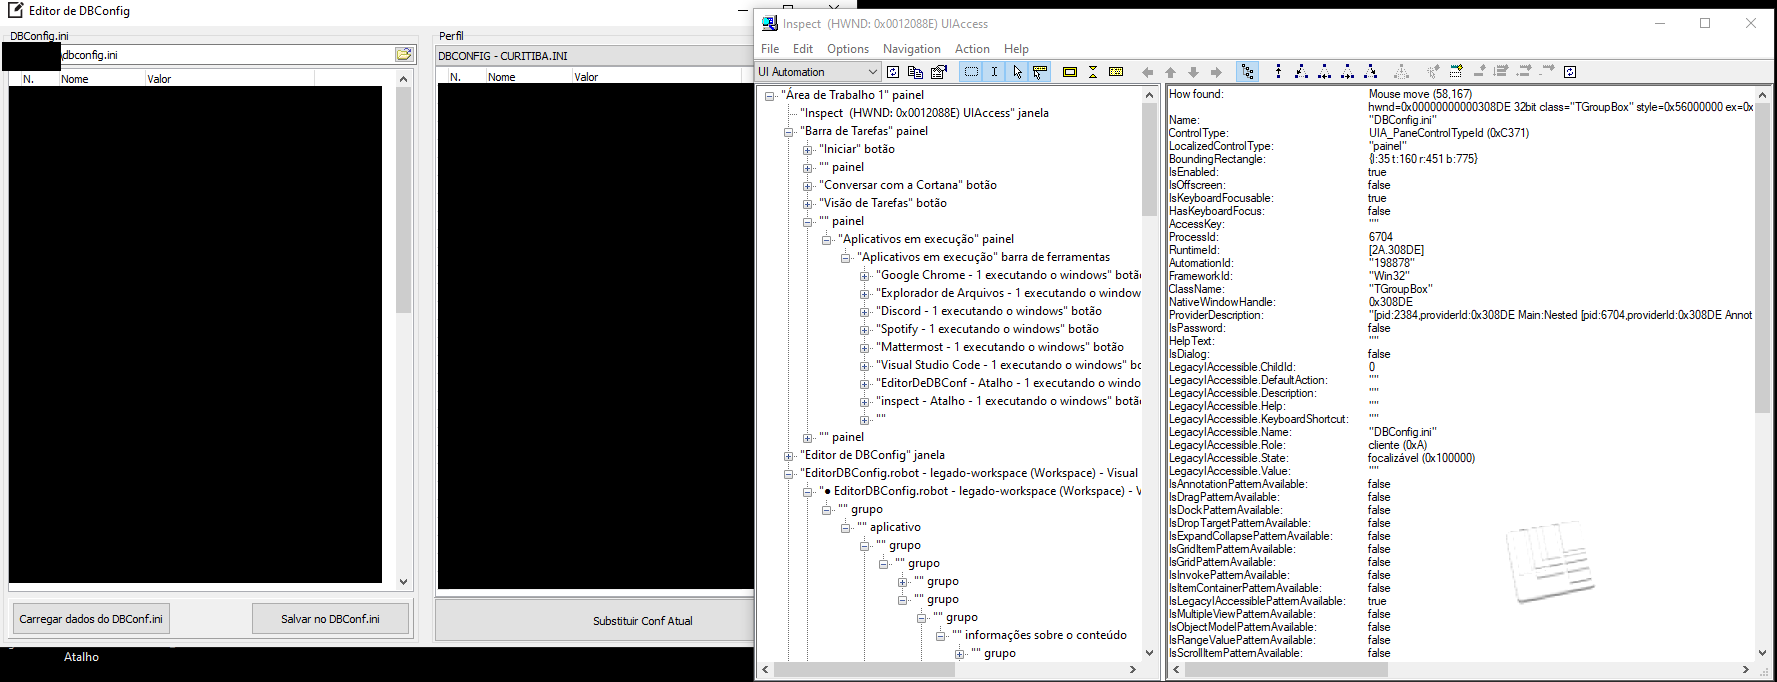 Editor de DBConfig
DBConfig.ini
\dbconfig.ini
N. Nome Valor
Carregar dados do DBConf.ini
Salvar no DBConf.ini
Atalho
Perfil
DBCONFIG - CURITIBA.INI
N. Nome Valor
Substituir Conf Atual
Inspect (HWND: 0x0012088E) UIAccess
File Edit Options Navigation Action Help
UI Automation
"Área de Trabalho 1" painel
"Inspect (HWND: 0x0012088E) UIAccess" janela
"Barra de Tarefas" painel
"Iniciar" botão
"" painel
"Conversar com a Cortana" botão
"Visão de Tarefas" botão
"" painel
"Aplicativos em execução" painel
"Aplicativos em execução" barra de ferramentas
"Google Chrome - 1 executando o windows" botão
"Explorador de Arquivos - 1 executando o window
"Discord - 1 executando o windows" botão
"Spotify - 1 executando o windows" botão
"Mattermost - 1 executando o windows" botão
"Visual Studio Code - 1 executando o windows" bo
"EditorDeDBConf - Atalho - 1 executando o windo
"inspect - Atalho - 1 executando o windows" botã
""
"" painel
"Editor de DBConfig" janela
"EditorDBConfig.robot - legado-workspace (Workspace) - Visual
"● EditorDBConfig.robot - legado-workspace (Workspace) - V
"" grupo
"" aplicativo
"" grupo
"" grupo
"" grupo
"" grupo
"" grupo
"" informações sobre o conteúdo
"" grupo
How found: Mouse move (58,167)
hwnd=0x00000000000308DE 32bit class="TGroupBox" style=0x56000000 ex=0x
Name: "DBConfig.ini"
ControlType: UIA_PaneControlTypeId (0xC371)
LocalizedControlType: "painel"
BoundingRectangle: {l:35 t:160 r:451 b:775}
IsEnabled: true
IsOffscreen: false
IsKeyboardFocusable: true
HasKeyboardFocus: false
AccessKey: ""
ProcessId: 6704
RuntimeId: [2A.308DE]
AutomationId: "198878"
FrameworkId: "Win32"
ClassName: "TGroupBox"
NativeWindowHandle: 0x308DE
ProviderDescription: "[pid:2384,providerId:0x308DE Main:Nested [pid:6704,providerId:0x308DE Annot
IsPassword: false
HelpText: ""
IsDialog: false
LegacyIAccessible.ChildId: 0
LegacyIAccessible.DefaultAction: ""
LegacyIAccessible.Description: ""
LegacyIAccessible.Help: ""
LegacyIAccessible.KeyboardShortcut: ""
LegacyIAccessible.Name: "DBConfig.ini"
LegacyIAccessible.Role: cliente (0xA)
LegacyIAccessible.State: focalizável (0x100000)
LegacyIAccessible.Value: ""
IsAnnotationPatternAvailable: false
IsDragPatternAvailable: false
IsDockPatternAvailable: false
IsDropTargetPatternAvailable: false
IsExpandCollapsePatternAvailable: false
IsGridItemPatternAvailable: false
IsGridPatternAvailable: false
IsInvokePatternAvailable: false
IsItemContainerPatternAvailable: false
IsLegacyIAccessiblePatternAvailable: true
IsMultipleViewPatternAvailable: false
IsObjectModelPatternAvailable: false
IsRangeValuePatternAvailable: false
IsScrollItemPatternAvailable: false